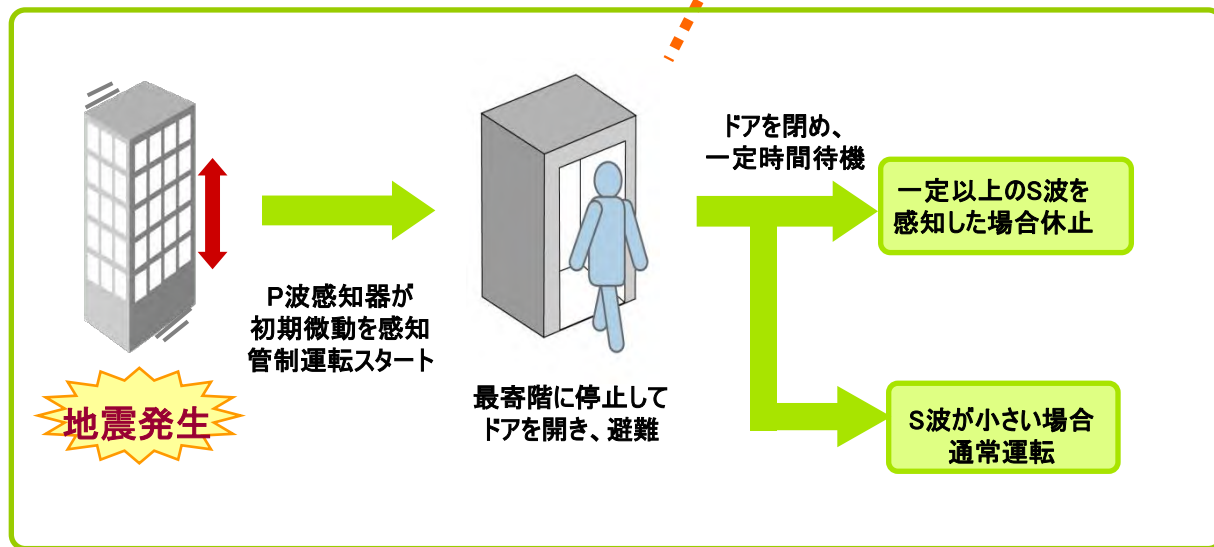 地震発生
P波感知器が
初期微動を感知
管制運転スタート
最寄階に停止して
ドアを開き、避難
ドアを閉め、
一定時間待機
一定以上のS波を
感知した場合休止
S波が小さい場合
通常運転